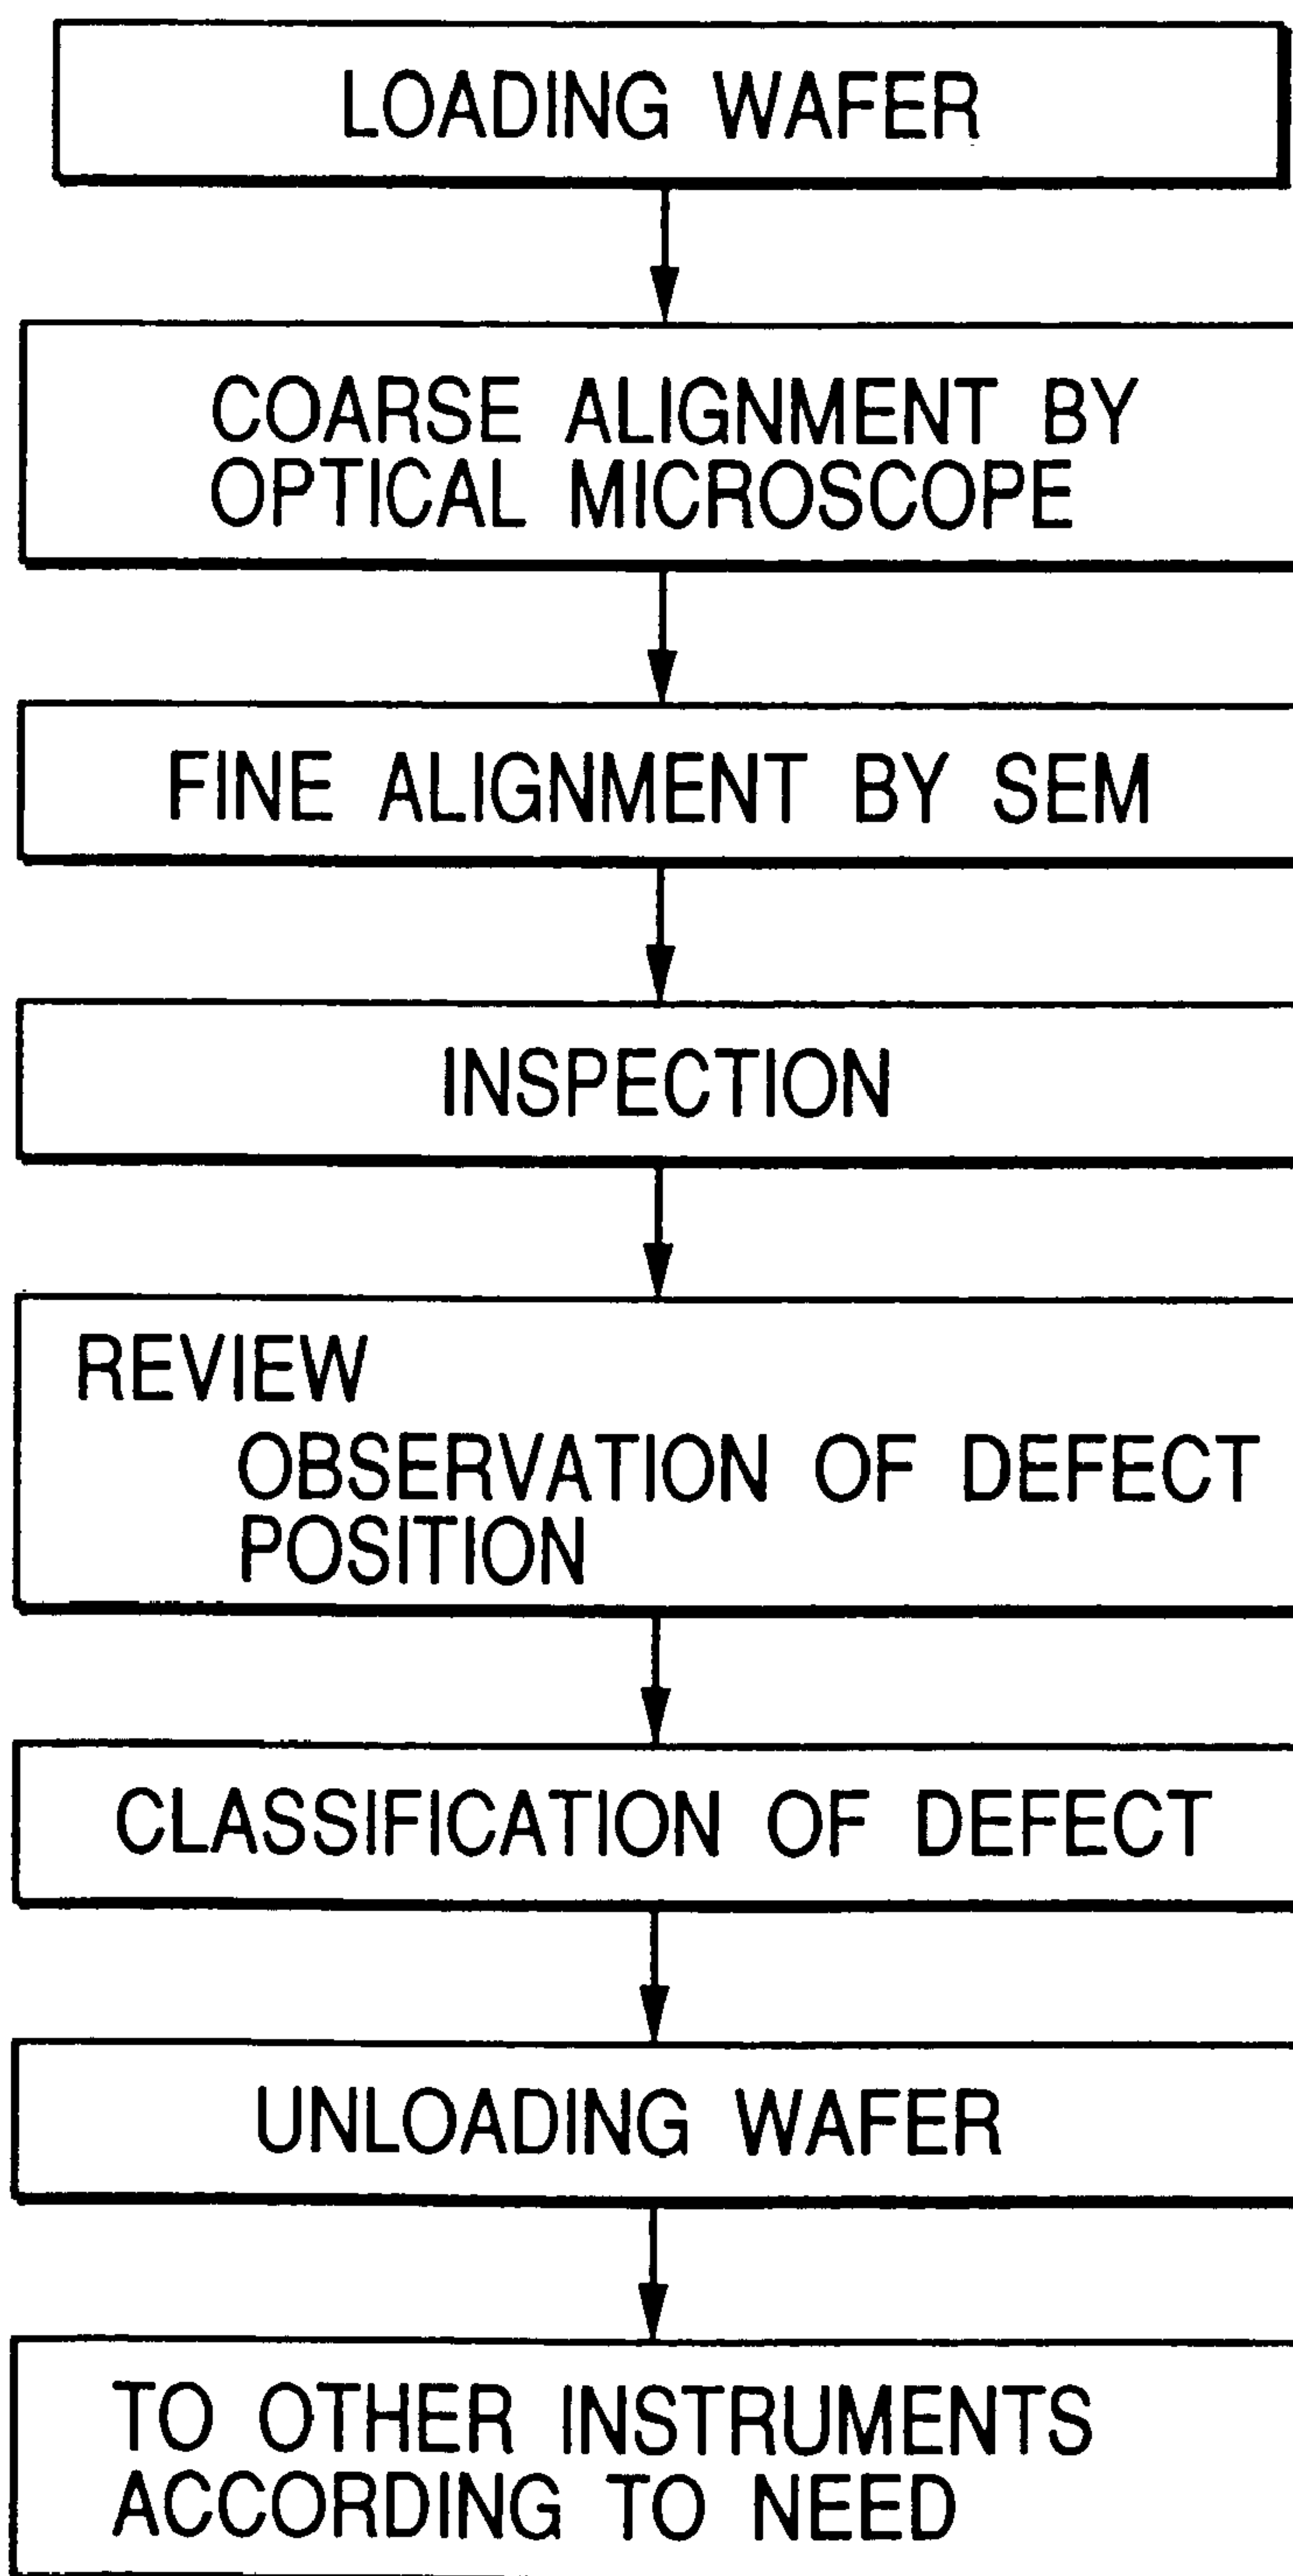 LOADING WAFER
COARSE ALIGNMENT BY
OPTICAL MICROSCOPE
FINE ALIGNMENT BY SEM
INSPECTION
REVIEW
OBSERVATION OF DEFECT
POSITION
CLASSIFICATION OF DEFECT
UNLOADING WAFER
TO OTHER INSTRUMENTS
ACCORDING TO NEED